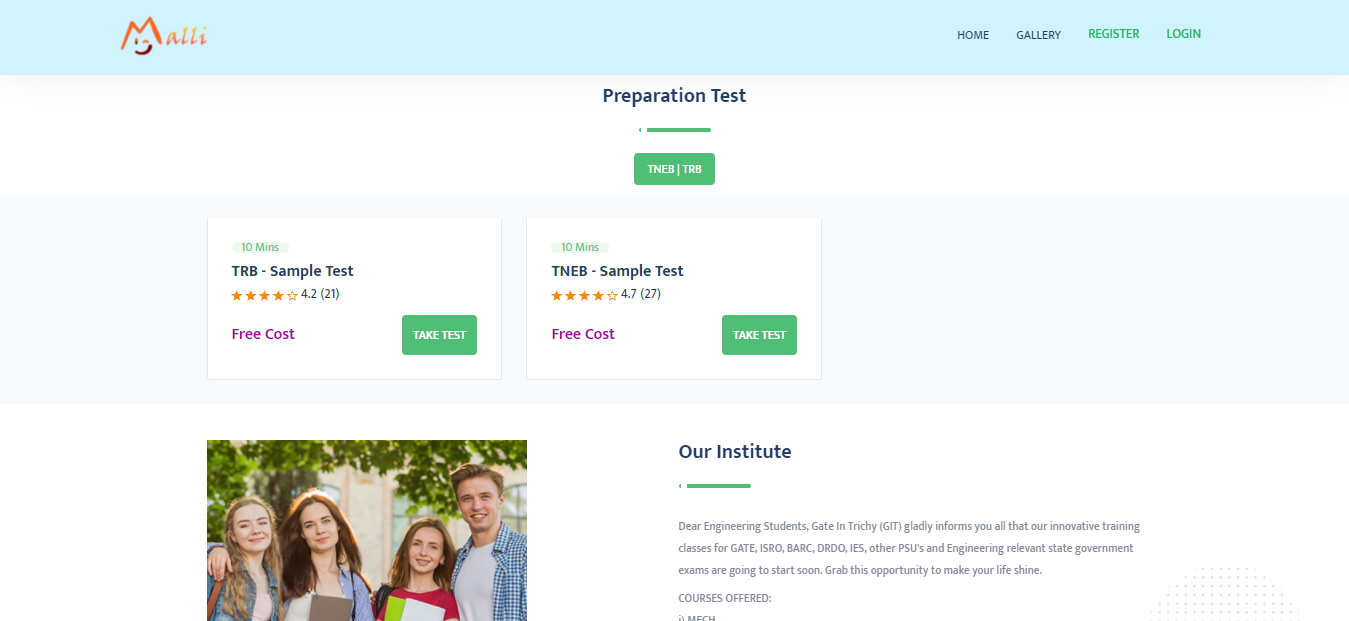 Malli
HOME GALLERY REGISTER LOGIN
Preparation Test
TNEB | TRB
10 Mins
TRB - Sample Test
4.2 (21)
Free Cost
TAKE TEST
10 Mins
TNEB - Sample Test
4.7 (27)
Free Cost
TAKE TEST
Our Institute
Dear Engineering Students, Gate In Trichy (GIT) gladly informs you all that our innovative training
classes for GATE, ISRO, BARC, DRDO, IES, other PSU's and Engineering relevant state government
exams are going to start soon. Grab this opportunity to make your life shine.
COURSES OFFERED:
i) MECH